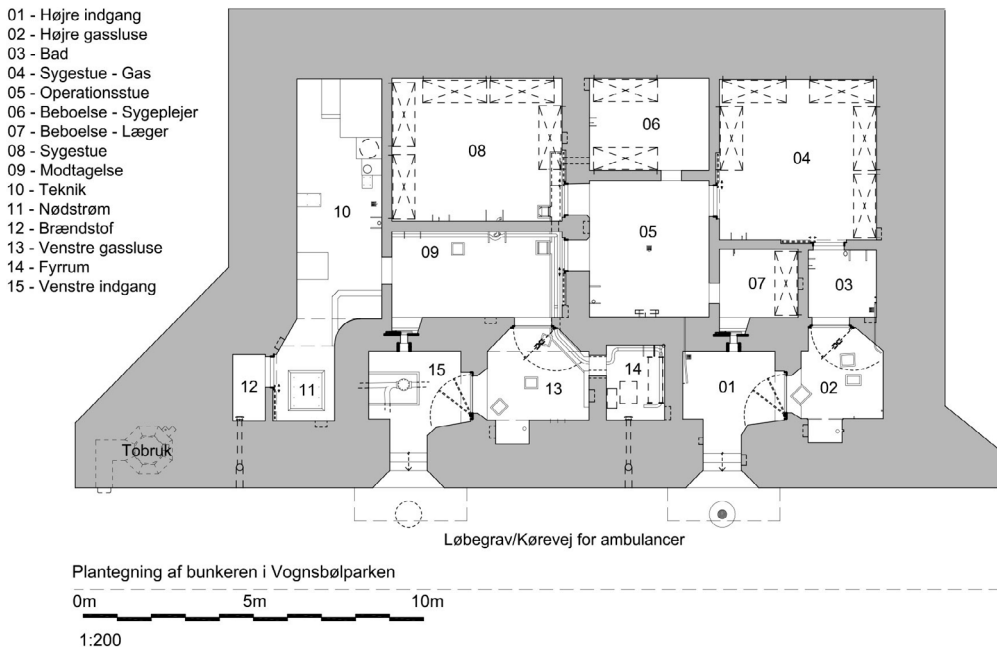 01 - Højre indgang
02 - Højre gassluse
03 - Bad
04 - Sygestue - Gas
05 - Operationsstue
06 - Beboelse - Sygeplejer
07 - Beboelse - Læger
08 - Sygestue
09 - Modtagelse
10 - Teknik
11 - Nødstrøm
12 - Brændstof
13 - Venstre gassluse
14 - Fyrrum
15 - Venstre indgang
06
08
04
10
05
09
07
03
15
14
01
02
12
11
13
Tobruk
Løbegrav/Kørevej for ambulancer
Plantegning af bunkeren i Vognsbølparken
0m 5m 10m
1:200